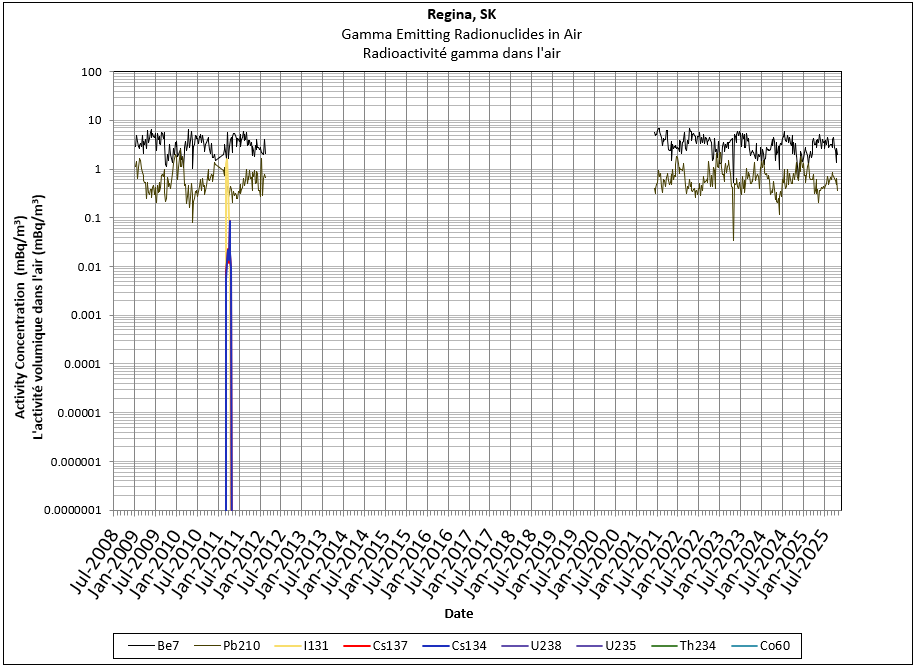 Regina, SK
Gamma Emitting Radionuclides in Air
Radioactivité gamma dans l'air
100
10
1
0.1
0.01
0.001
0.0001
0.00001
0.000001
0.0000001
Activity Concentration (mBq/m³)
L'activité volumique dans l'air (mBq/m³)
Jul-2008
Jan-2009
Jul-2009
Jan-2010
Jul-2010
Jan-2011
Jul-2011
Jan-2012
Jul-2012
Jan-2013
Jul-2013
Jan-2014
Jul-2014
Jan-2015
Jul-2015
Jan-2016
Jul-2016
Jan-2017
Jul-2017
Jan-2018
Jul-2018
Jan-2019
Jul-2019
Jan-2020
Jul-2020
Jan-2021
Jul-2021
Jan-2022
Jul-2022
Jan-2023
Jul-2023
Jan-2024
Jul-2024
Jan-2025
Jul-2025
Date
Be7 Pb210 I131 Cs137 Cs134 U238 U235 Th234 Co60